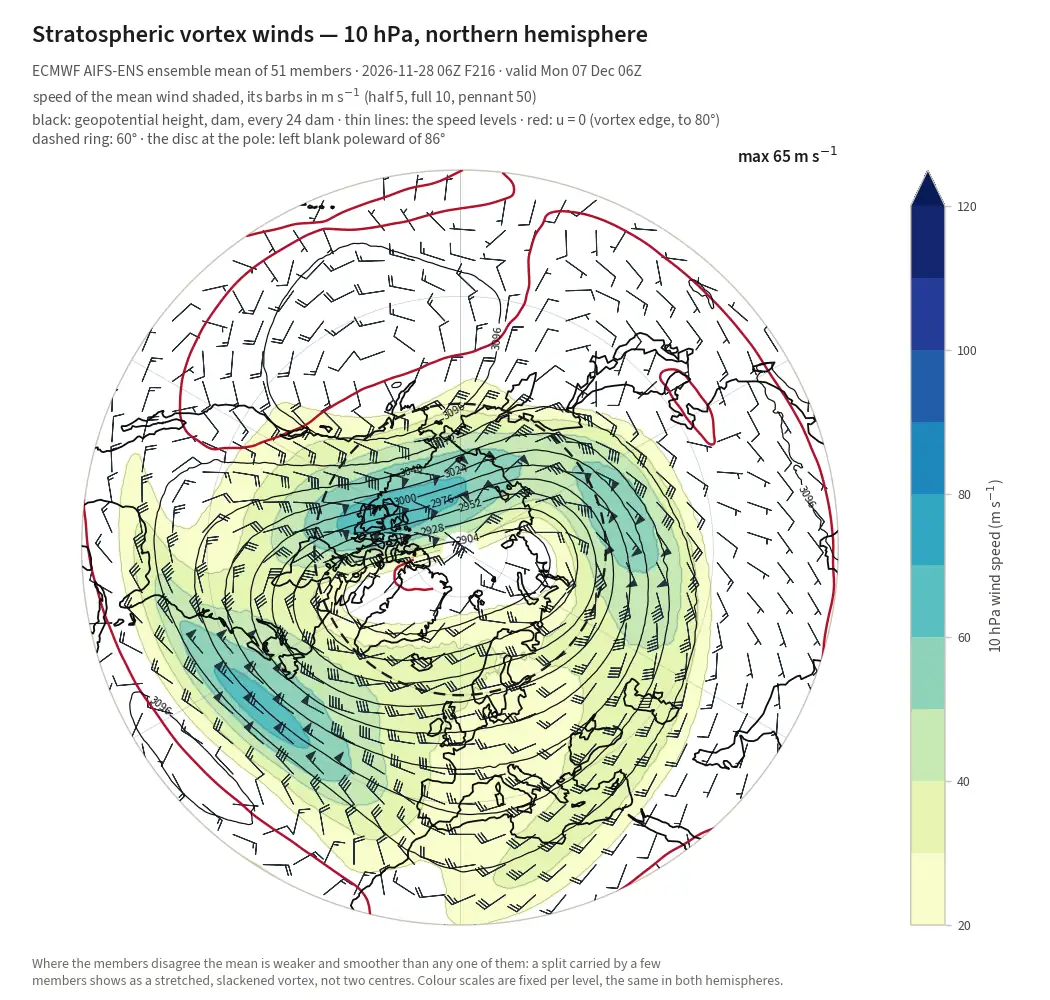 Stratospheric vortex winds — 10 hPa, northern hemisphere
ECMWF AIFS-ENS ensemble mean of 51 members · 2026-11-28 06Z F216 · valid Mon 07 Dec 06Z
speed of the mean wind shaded, its barbs in m s⁻¹ (half 5, full 10, pennant 50)
black: geopotential height, dam, every 24 dam · thin lines: the speed levels · red: u = 0 (vortex edge, to 80°)
dashed ring: 60° · the disc at the pole: left blank poleward of 86°
max 65 m s⁻¹
120
100
80
60
40
20
10 hPa wind speed (m s⁻¹)
3096
3096
3048
3024
3000
2976
2952
2928
2904
3096
3096
Where the members disagree the mean is weaker and smoother than any one of them: a split carried by a few
members shows as a stretched, slackened vortex, not two centres. Colour scales are fixed per level, the same in both hemispheres.